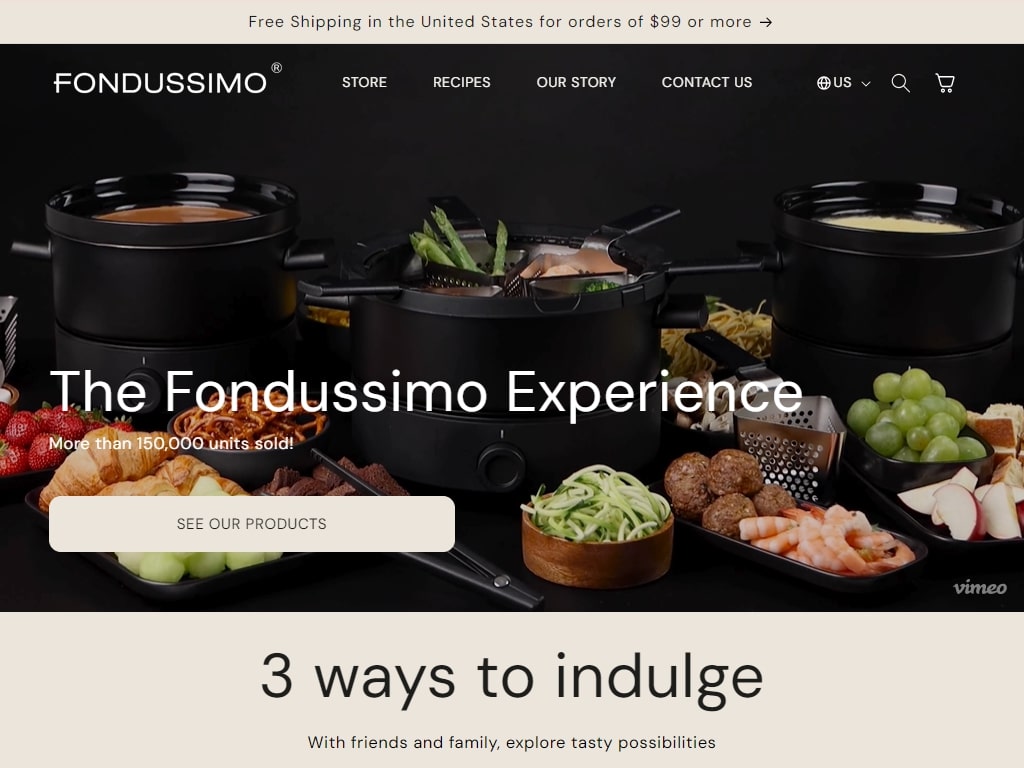 Free Shipping in the United States for orders of $99 or more →
FONDUSSIMO®
STORE
RECIPES
OUR STORY
CONTACT US
US
The Fondussimo Experience
More than 150,000 units sold!
SEE OUR PRODUCTS
vimeo
3 ways to indulge
With friends and family, explore tasty possibilities